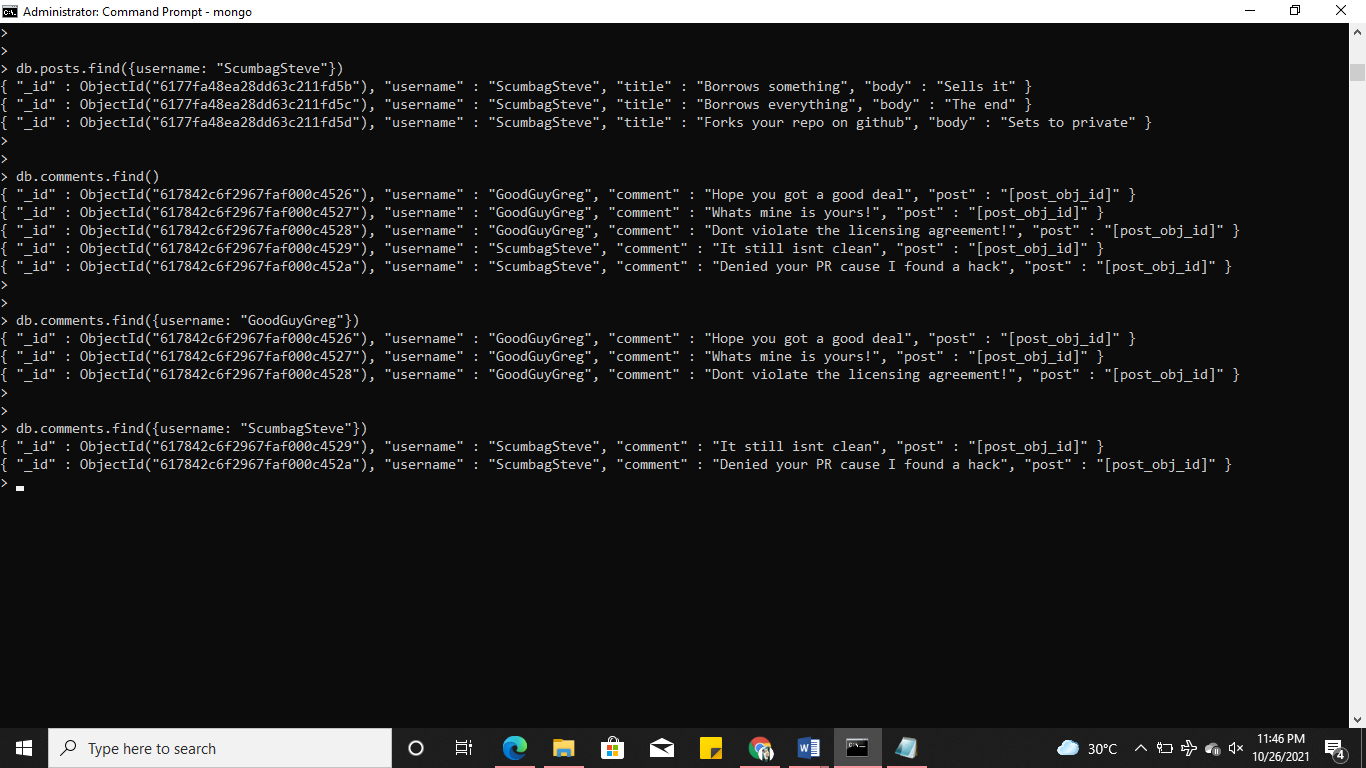 Administrator: Command Prompt - mongo
>
>
> db.posts.find({username: "ScumbagSteve"})
{ "_id" : ObjectId("6177fa48ea28dd63c211fd5b"), "username" : "ScumbagSteve", "title" : "Borrows something", "body" : "Sells it" }
{ "_id" : ObjectId("6177fa48ea28dd63c211fd5c"), "username" : "ScumbagSteve", "title" : "Borrows everything", "body" : "The end" }
{ "_id" : ObjectId("6177fa48ea28dd63c211fd5d"), "username" : "ScumbagSteve", "title" : "Forks your repo on github", "body" : "Sets to private" }
>
>
> db.comments.find()
{ "_id" : ObjectId("617842c6f2967faf000c4526"), "username" : "GoodGuyGreg", "comment" : "Hope you got a good deal", "post" : "[post_obj_id]" }
{ "_id" : ObjectId("617842c6f2967faf000c4527"), "username" : "GoodGuyGreg", "comment" : "Whats mine is yours!", "post" : "[post_obj_id]" }
{ "_id" : ObjectId("617842c6f2967faf000c4528"), "username" : "GoodGuyGreg", "comment" : "Dont violate the licensing agreement!", "post" : "[post_obj_id]" }
{ "_id" : ObjectId("617842c6f2967faf000c4529"), "username" : "ScumbagSteve", "comment" : "It still isnt clean", "post" : "[post_obj_id]" }
{ "_id" : ObjectId("617842c6f2967faf000c452a"), "username" : "ScumbagSteve", "comment" : "Denied your PR cause I found a hack", "post" : "[post_obj_id]" }
>
>
> db.comments.find({username: "GoodGuyGreg"})
{ "_id" : ObjectId("617842c6f2967faf000c4526"), "username" : "GoodGuyGreg", "comment" : "Hope you got a good deal", "post" : "[post_obj_id]" }
{ "_id" : ObjectId("617842c6f2967faf000c4527"), "username" : "GoodGuyGreg", "comment" : "Whats mine is yours!", "post" : "[post_obj_id]" }
{ "_id" : ObjectId("617842c6f2967faf000c4528"), "username" : "GoodGuyGreg", "comment" : "Dont violate the licensing agreement!", "post" : "[post_obj_id]" }
>
>
> db.comments.find({username: "ScumbagSteve"})
{ "_id" : ObjectId("617842c6f2967faf000c4529"), "username" : "ScumbagSteve", "comment" : "It still isnt clean", "post" : "[post_obj_id]" }
{ "_id" : ObjectId("617842c6f2967faf000c452a"), "username" : "ScumbagSteve", "comment" : "Denied your PR cause I found a hack", "post" : "[post_obj_id]" }
>
Type here to search
30°C
11:46 PM
10/26/2021
4